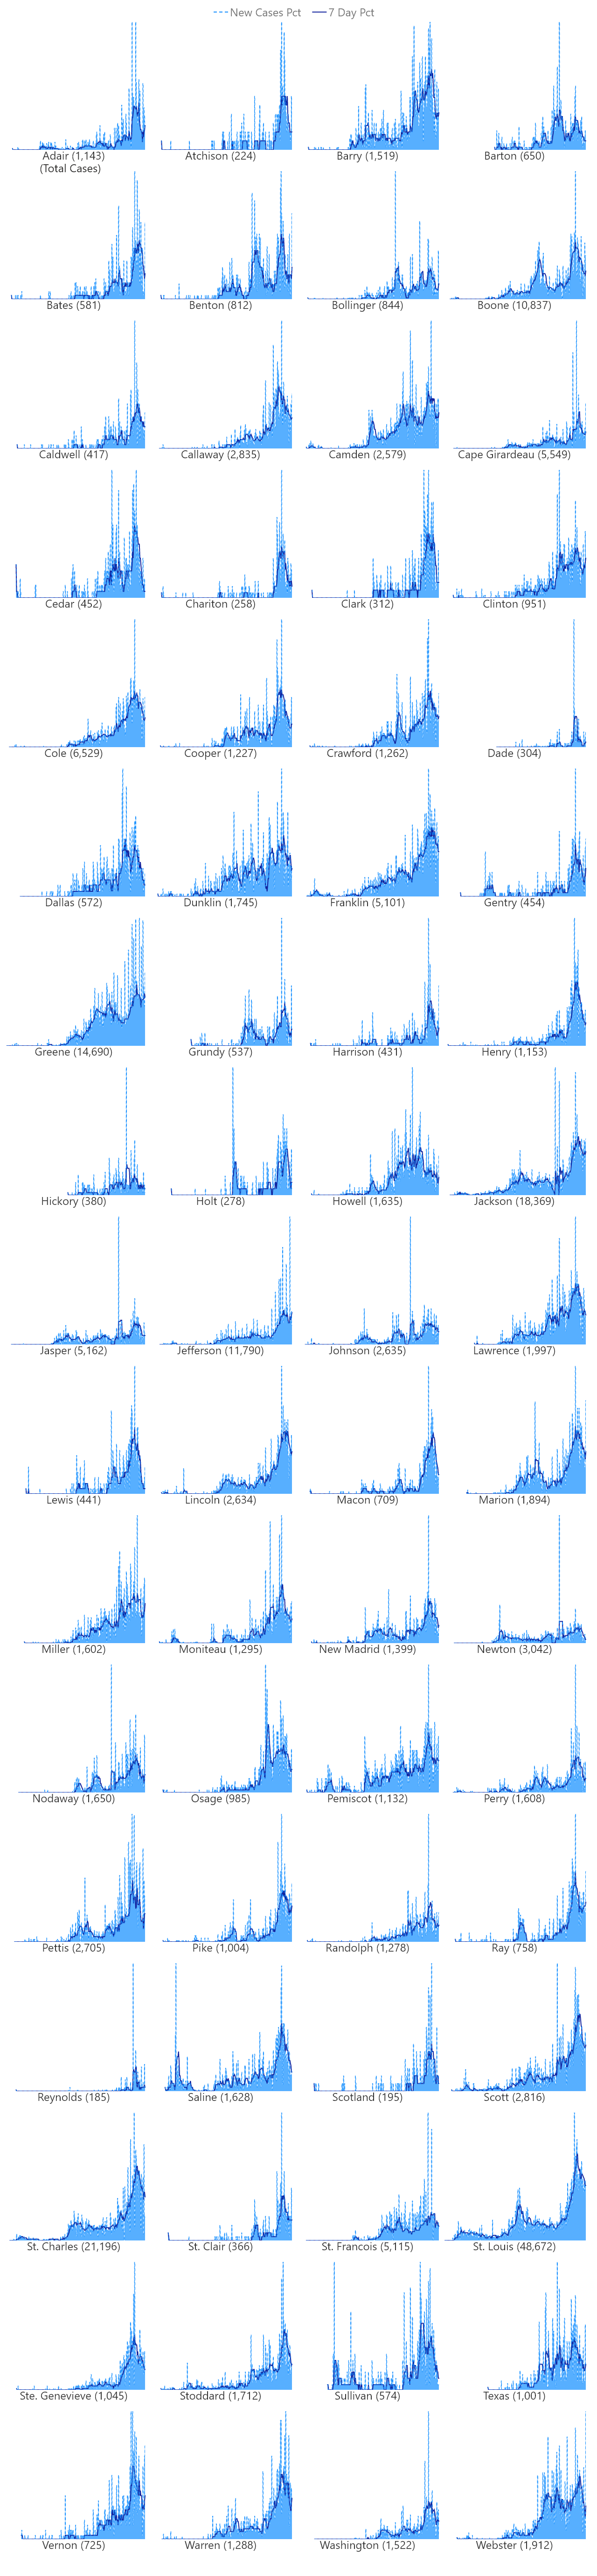 New Cases Pct 7 Day Pct
Adair (1,143) Atchison (224) Barry (1,519) Barton (650)
(Total Cases)
Bates (581) Benton (812) Bollinger (844) Boone (10,837)
Caldwell (417) Callaway (2,835) Camden (2,579) Cape Girardeau (5,549)
Cedar (452) Chariton (258) Clark (312) Clinton (951)
Cole (6,529) Cooper (1,227) Crawford (1,262) Dade (304)
Dallas (572) Dunklin (1,745) Franklin (5,101) Gentry (454)
Greene (14,690) Grundy (537) Harrison (431) Henry (1,153)
Hickory (380) Holt (278) Howell (1,635) Jackson (18,369)
Jasper (5,162) Jefferson (11,790) Johnson (2,635) Lawrence (1,997)
Lewis (441) Lincoln (2,634) Macon (709) Marion (1,894)
Miller (1,602) Moniteau (1,295) New Madrid (1,399) Newton (3,042)
Nodaway (1,650) Osage (985) Pemiscot (1,132) Perry (1,608)
Pettis (2,705) Pike (1,004) Randolph (1,278) Ray (758)
Reynolds (185) Saline (1,628) Scotland (195) Scott (2,816)
St. Charles (21,196) St. Clair (366) St. Francois (5,115) St. Louis (48,672)
Ste. Genevieve (1,045) Stoddard (1,712) Sullivan (574) Texas (1,001)
Vernon (725) Warren (1,288) Washington (1,522) Webster (1,912)